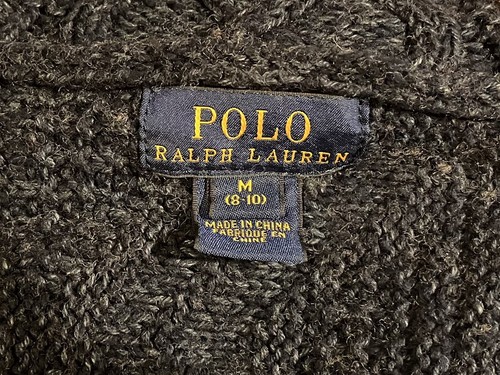 POLO
RALPH LAUREN
M
(8-10)
MADE IN CHINA
FABRIQUE EN
CHINE